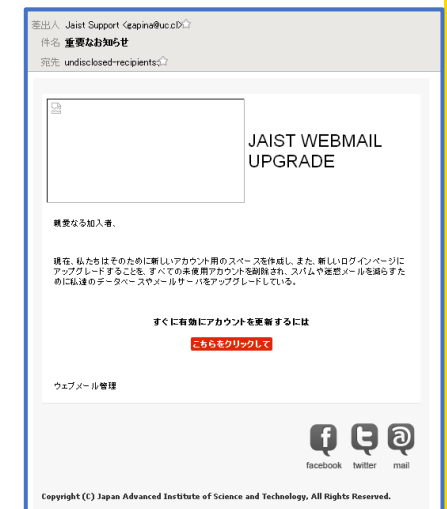 差出人 Jaist Support <gapina@uc.cl>
件名 重要なお知らせ
宛先 undisclosed-recipients:;
JAIST WEBMAIL
UPGRADE
親愛なる加入者、
現在、私たちはそのために新しいアカウント用のスペースを作成し、また、新しいログインページに
アップグレードすることを、すべての未使用アカウントを削除され、スパムや迷惑メールを減らすた
めに私達のデータベースやメールサーバをアップグレードしている。
すぐに有効にアカウントを更新するには
こちらをクリックして
ウェブメール管理
facebook twitter mail
Copyright (C) Japan Advanced Institute of Science and Technology, All Rights Reserved.